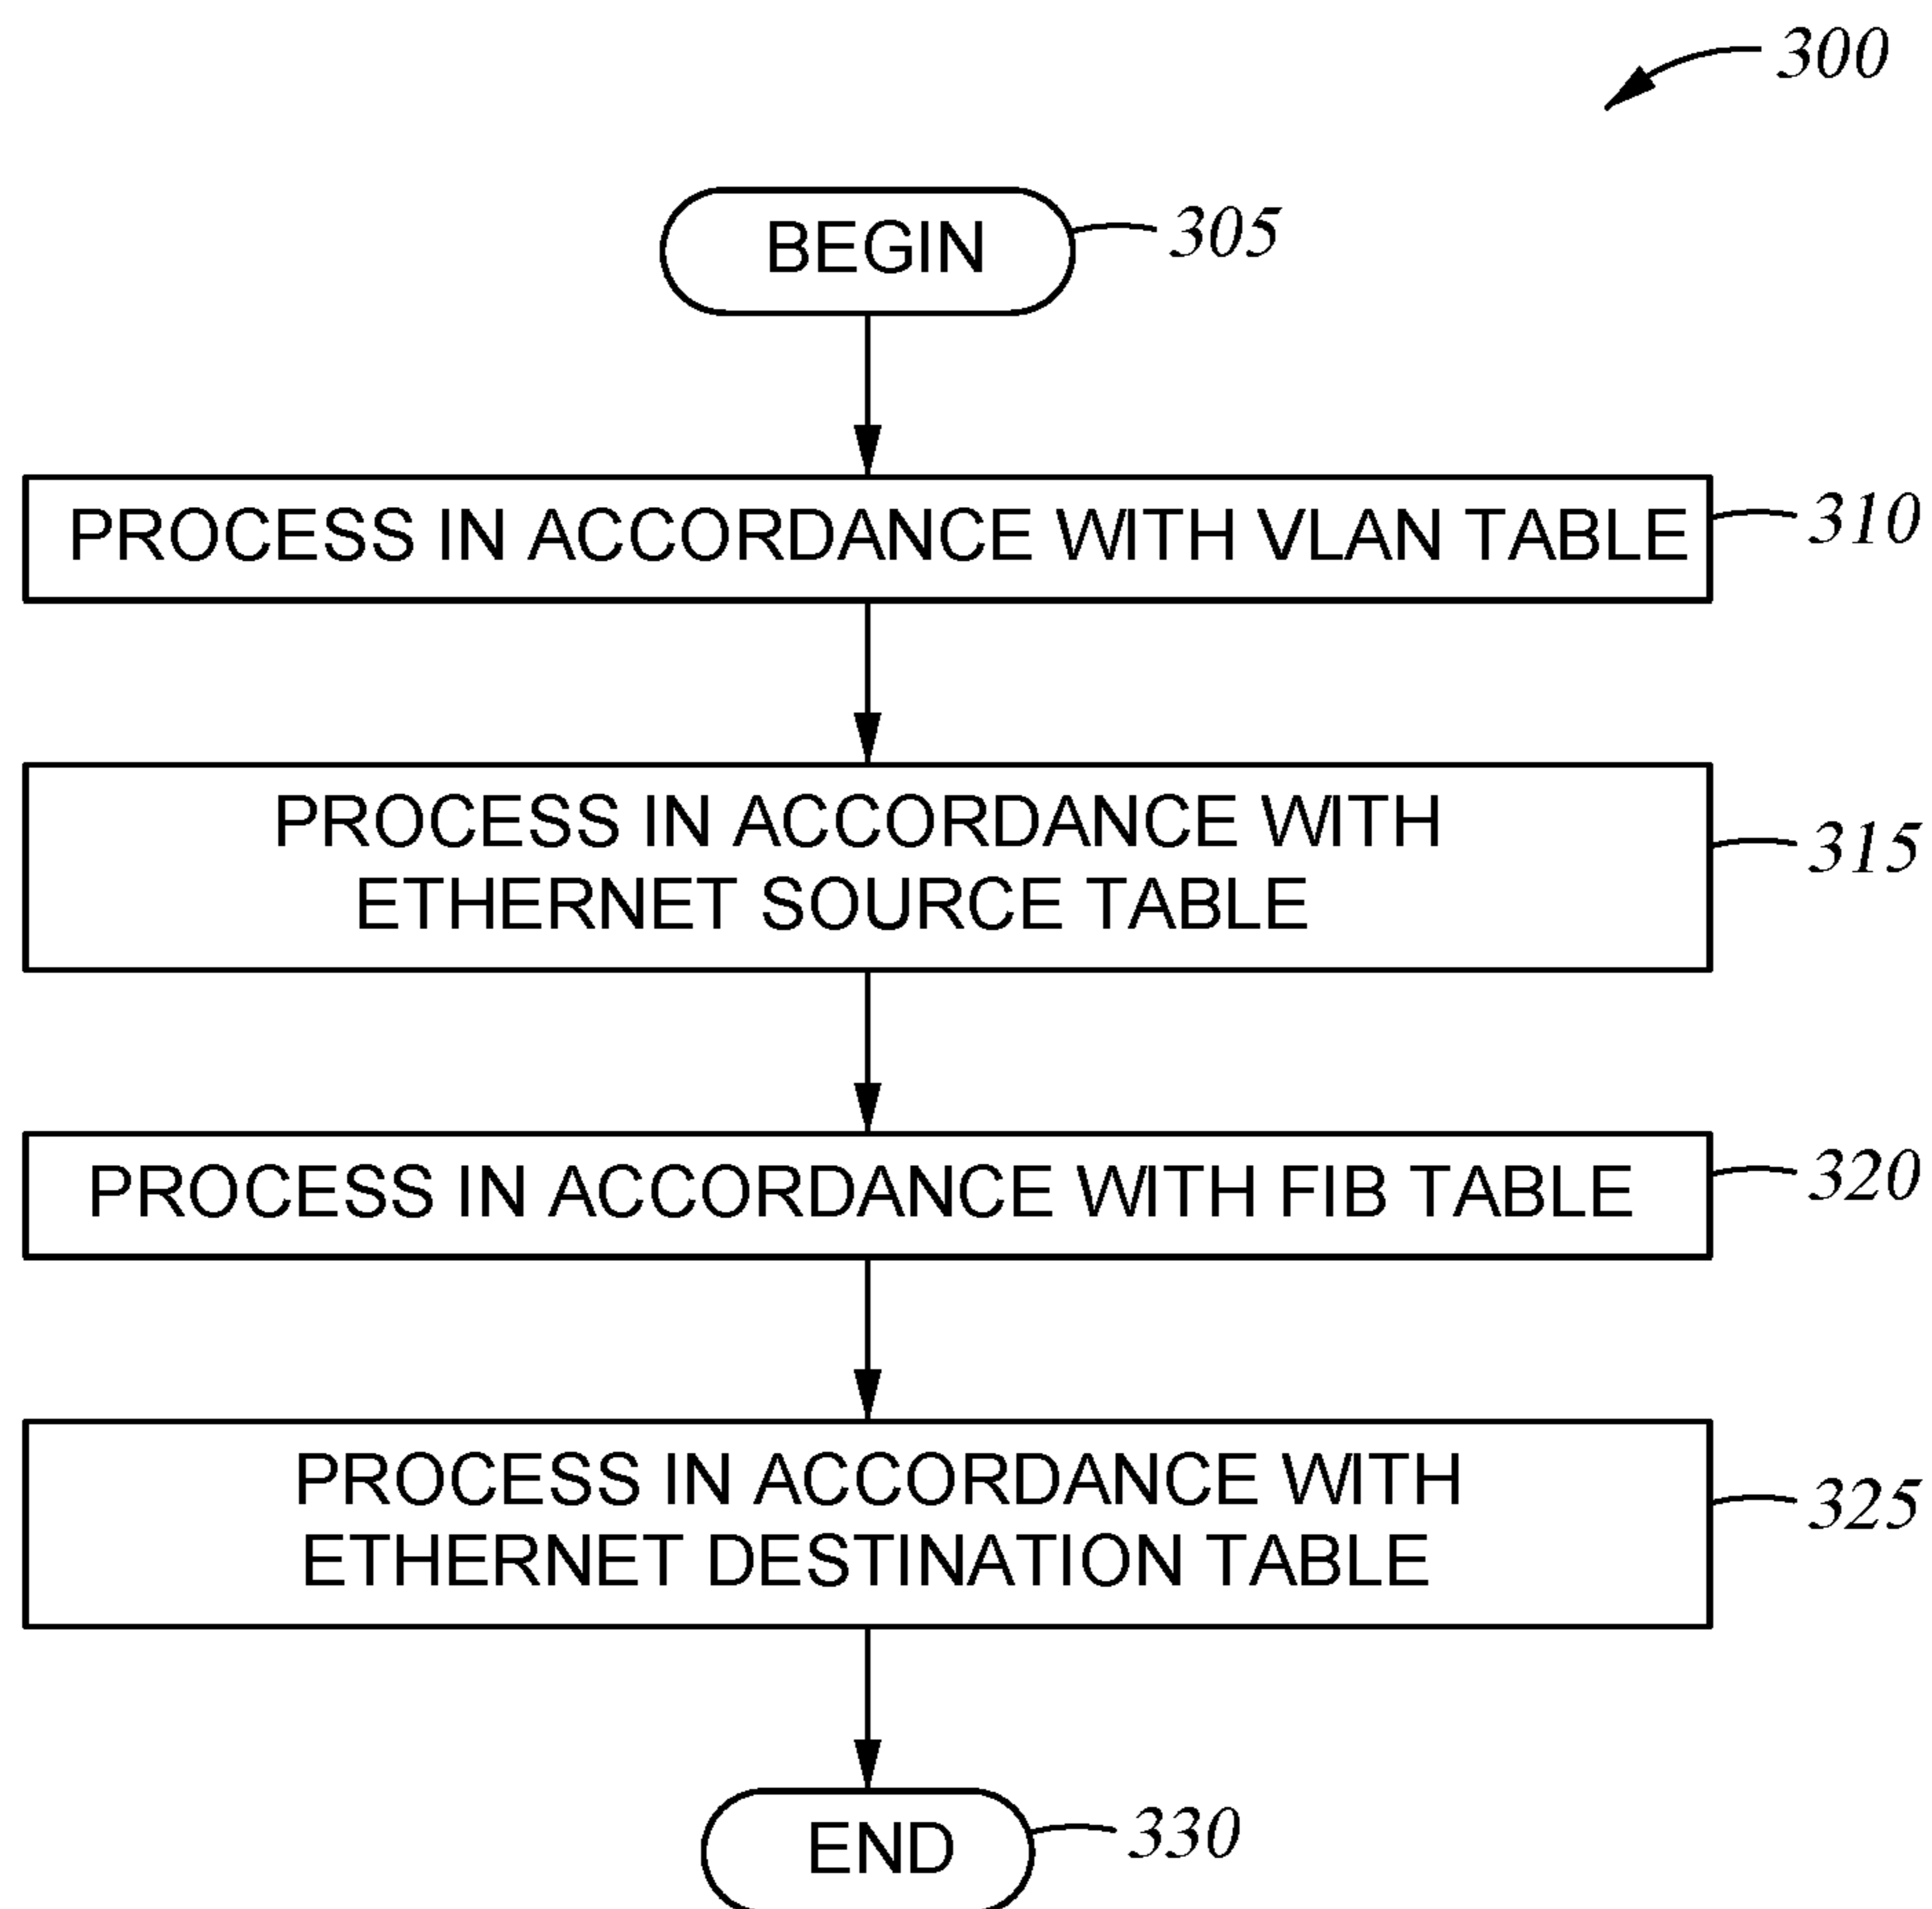 300
BEGIN
305
PROCESS IN ACCORDANCE WITH VLAN TABLE
310
PROCESS IN ACCORDANCE WITH
ETHERNET SOURCE TABLE
315
PROCESS IN ACCORDANCE WITH FIB TABLE
320
PROCESS IN ACCORDANCE WITH
ETHERNET DESTINATION TABLE
325
END
330